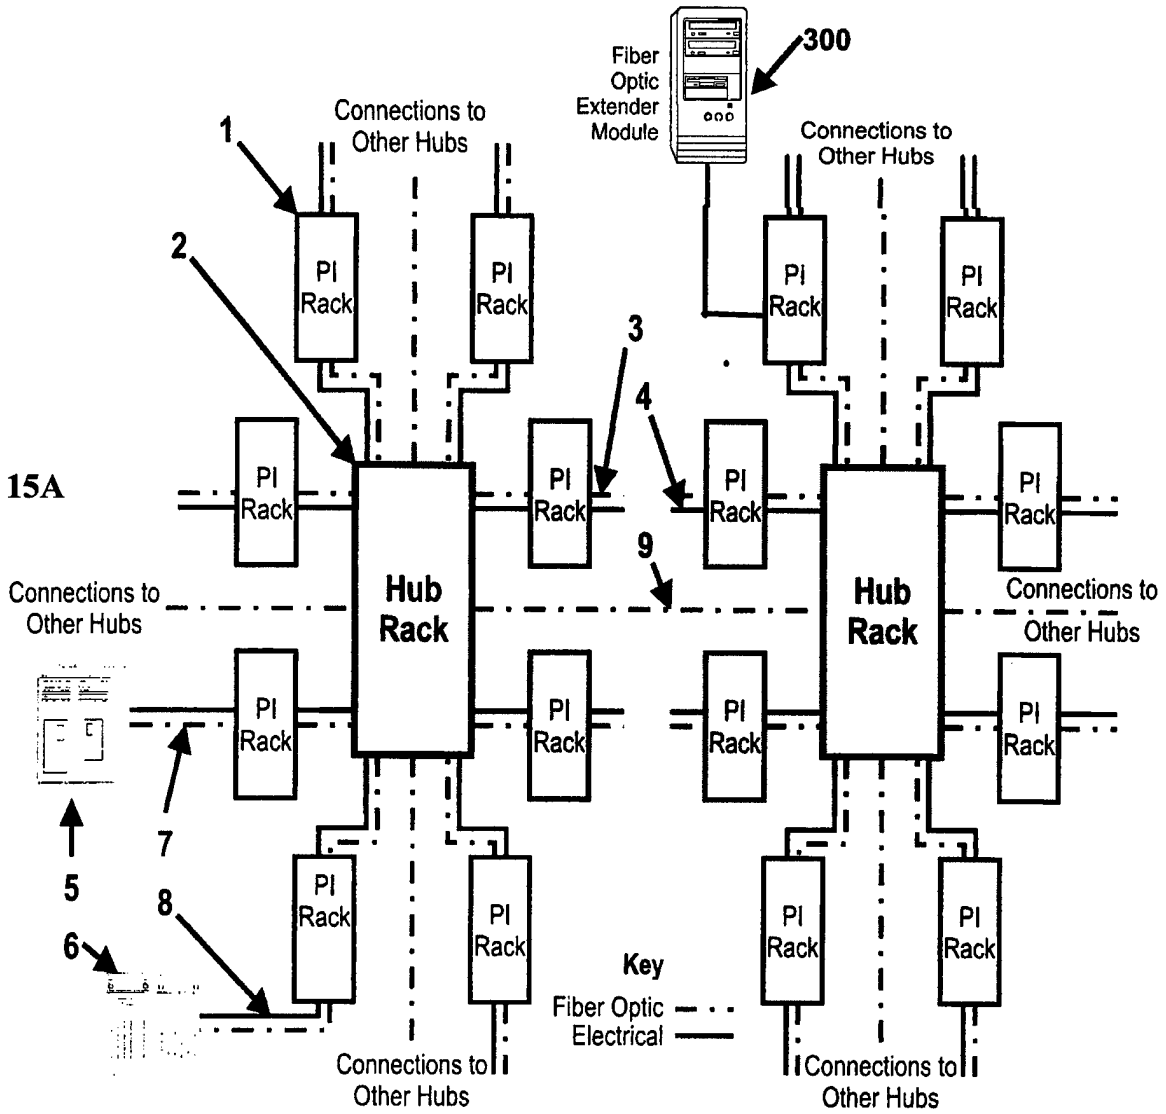 300
Fiber
Optic
Extender
Module
Connections to
Other Hubs
Connections to
Other Hubs
1
2
PI
Rack
PI
Rack
PI
Rack
PI
Rack
3
4
15A
PI
Rack
PI
Rack
PI
Rack
PI
Rack
9
Hub
Rack
Hub
Rack
Connections to
Other Hubs
Connections to
Other Hubs
PI
Rack
PI
Rack
PI
Rack
PI
Rack
5
7
8
6
PI
Rack
PI
Rack
PI
Rack
PI
Rack
Key
Fiber Optic
Electrical
Connections to
Other Hubs
Connections to
Other Hubs